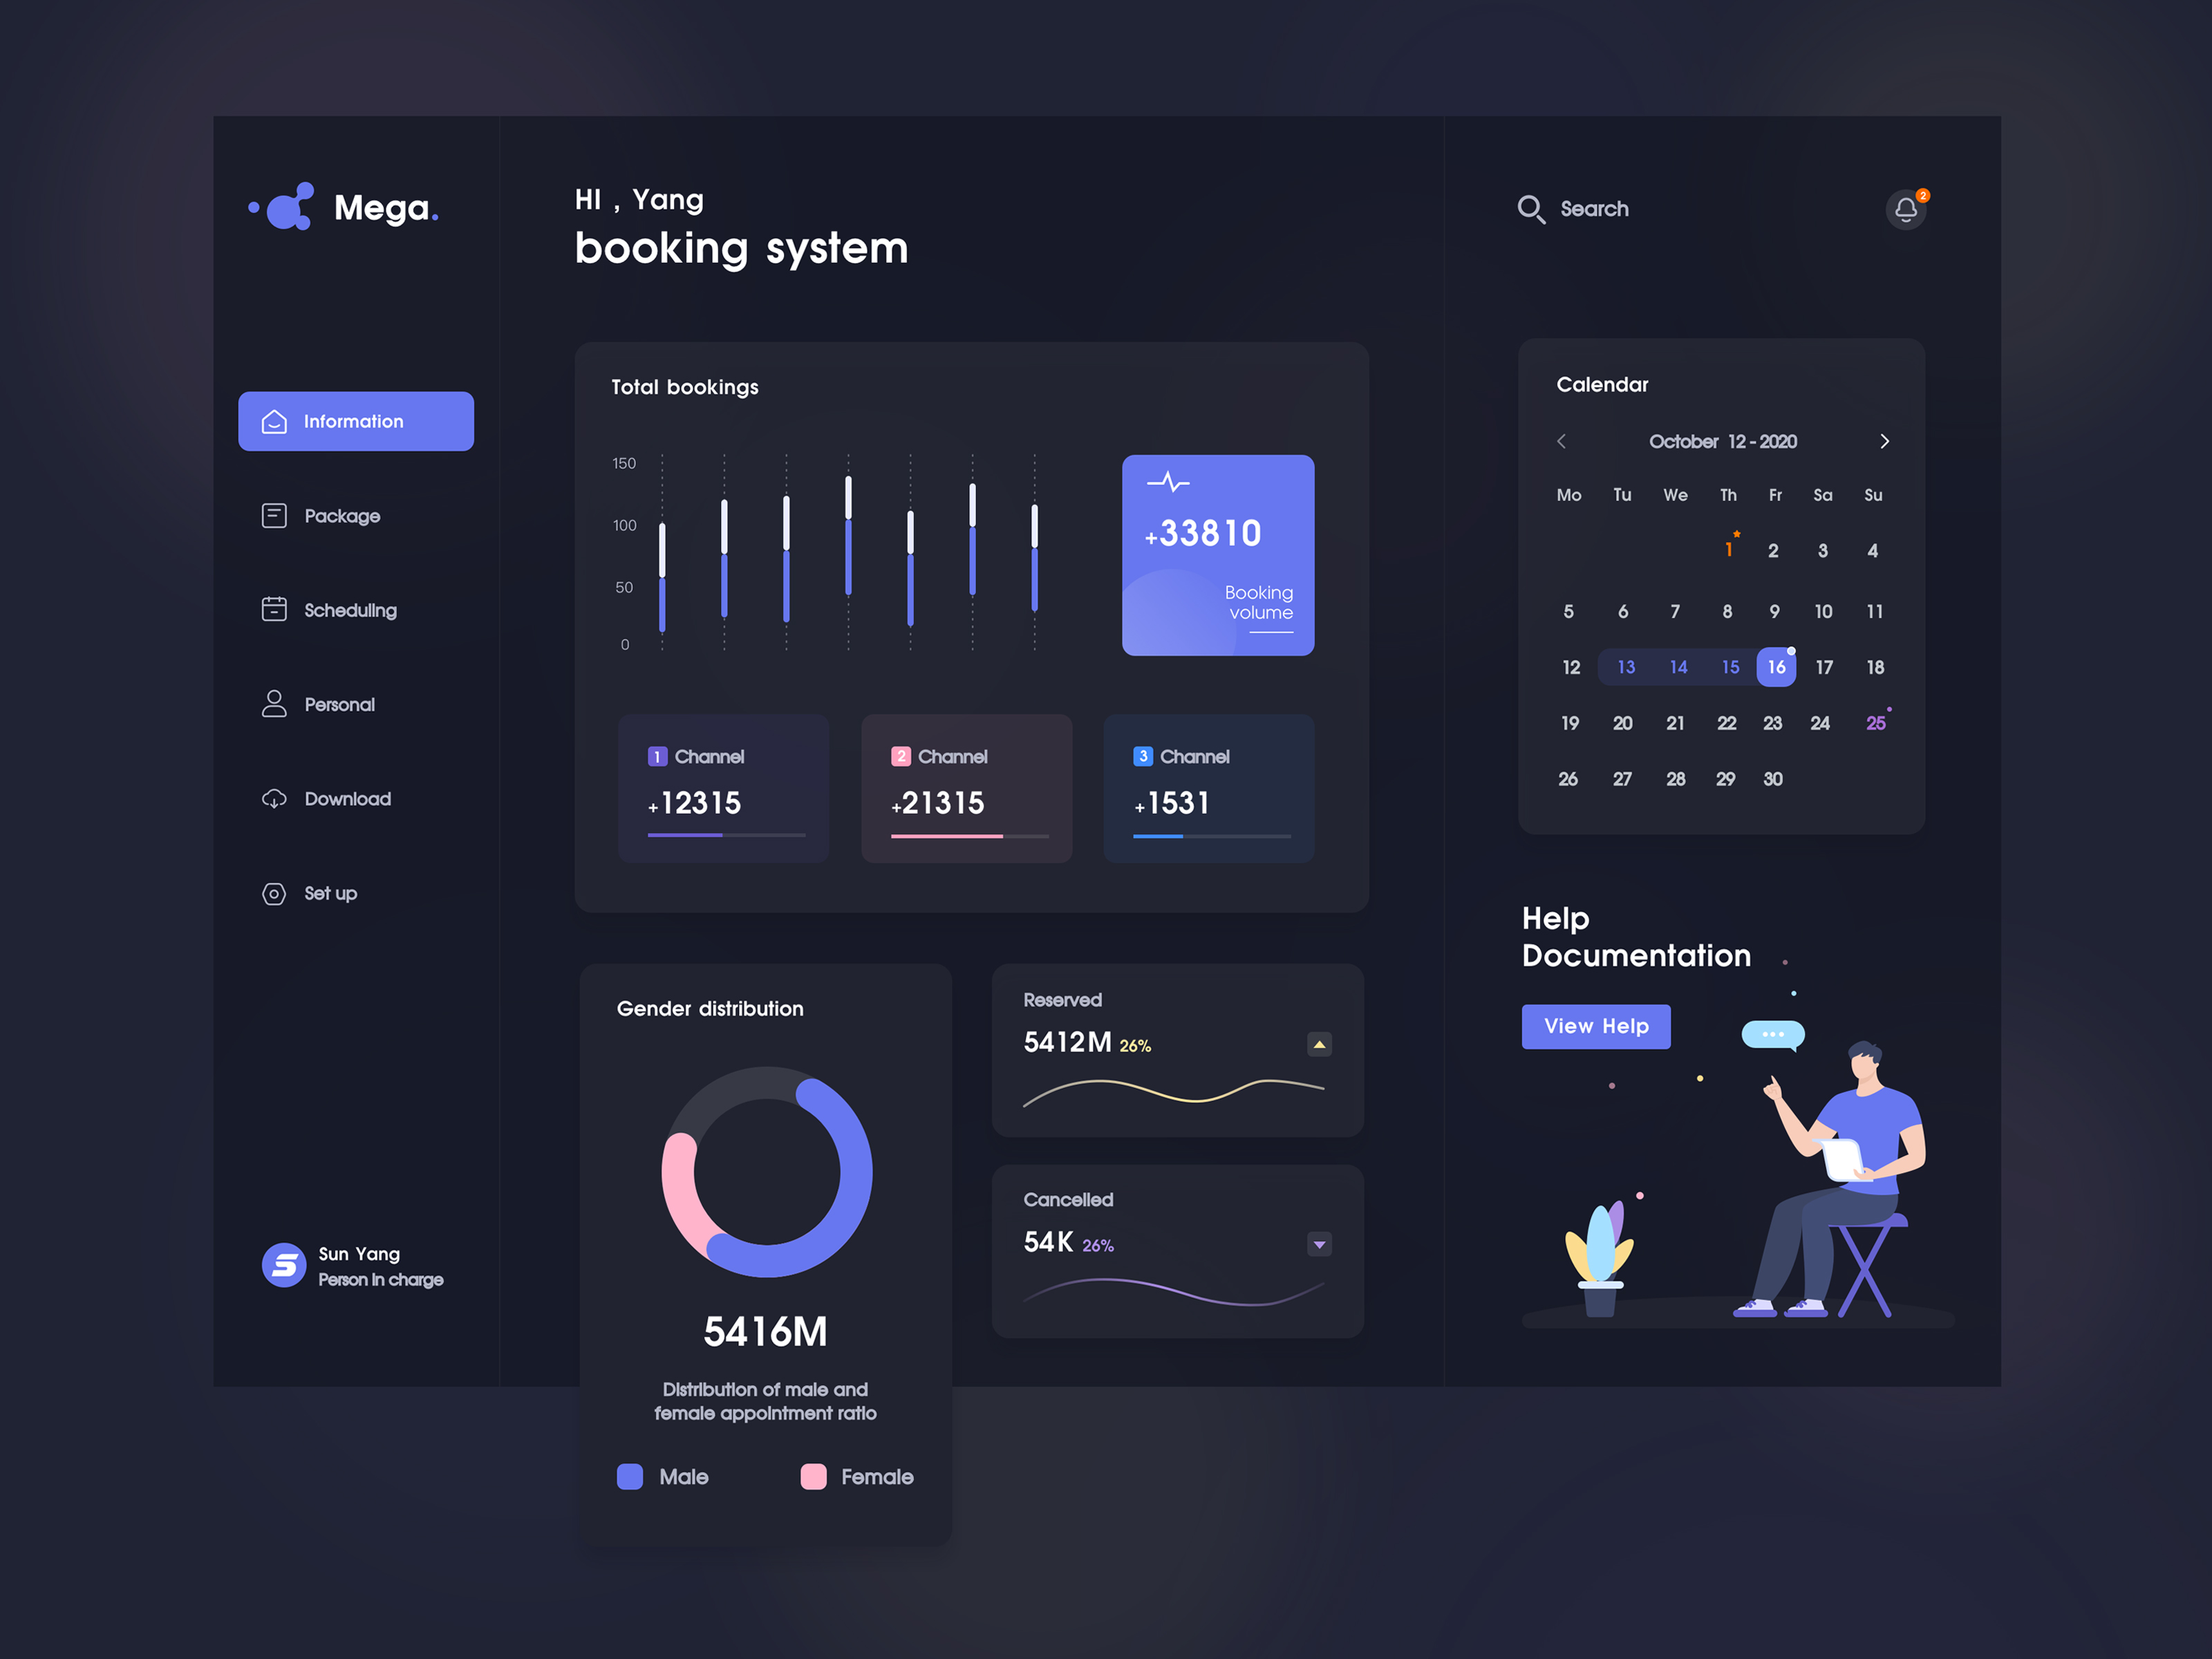 Mega.
Information
Package
Scheduling
Personal
Download
Set up
S
Sun Yang
Person in charge
HI , Yang
booking system
Total bookings
150
100
50
0
+33810
Booking
volume
1 Channel
+12315
2 Channel
+21315
3 Channel
+1531
Gender distribution
5416M
Distribution of male and
female appointment ratio
Male Female
Reserved
5412M 26%
Cancelled
54K 26%
Search
2
Calendar
October 12 - 2020
Mo Tu We Th Fr Sa Su
1 2 3 4
5 6 7 8 9 10 11
12 13 14 15 16 17 18
19 20 21 22 23 24 25
26 27 28 29 30
Help
Documentation
View Help